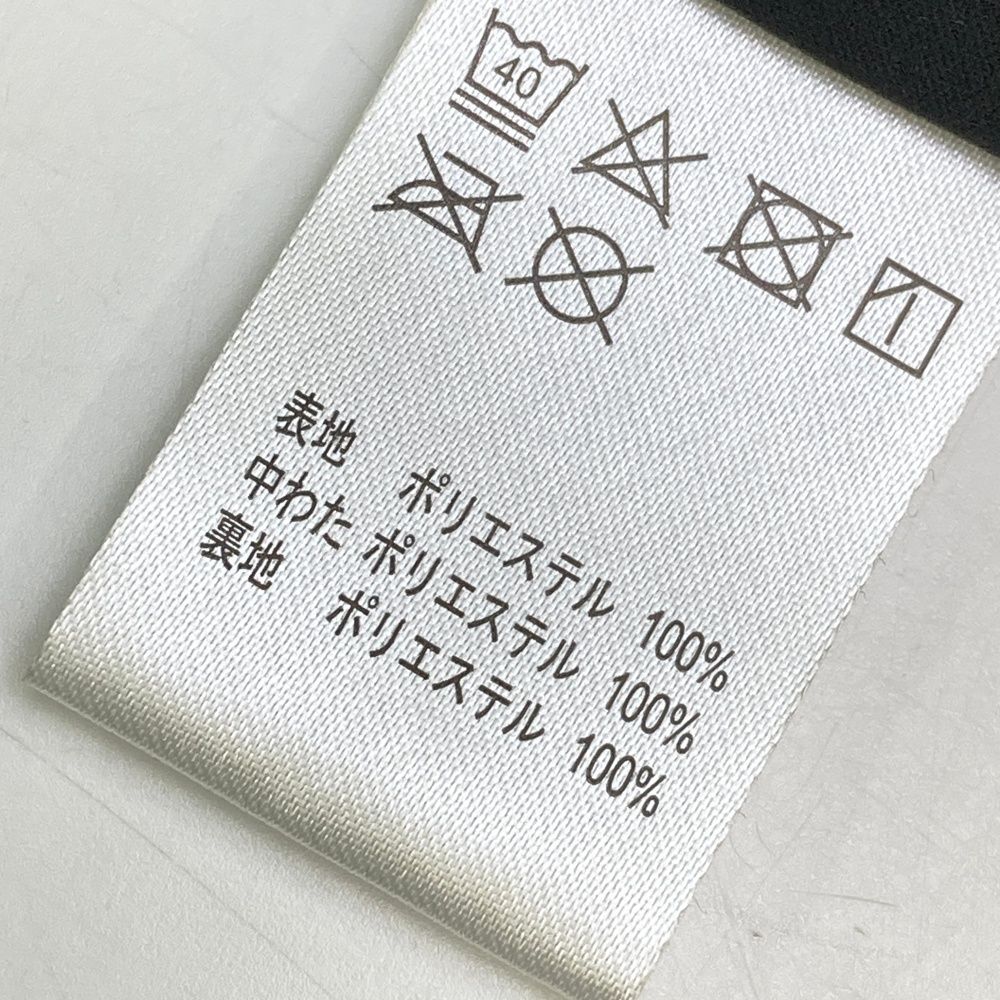 40
表地 ポリエステル 100%
中わた ポリエステル 100%
裏地 ポリエステル 100%